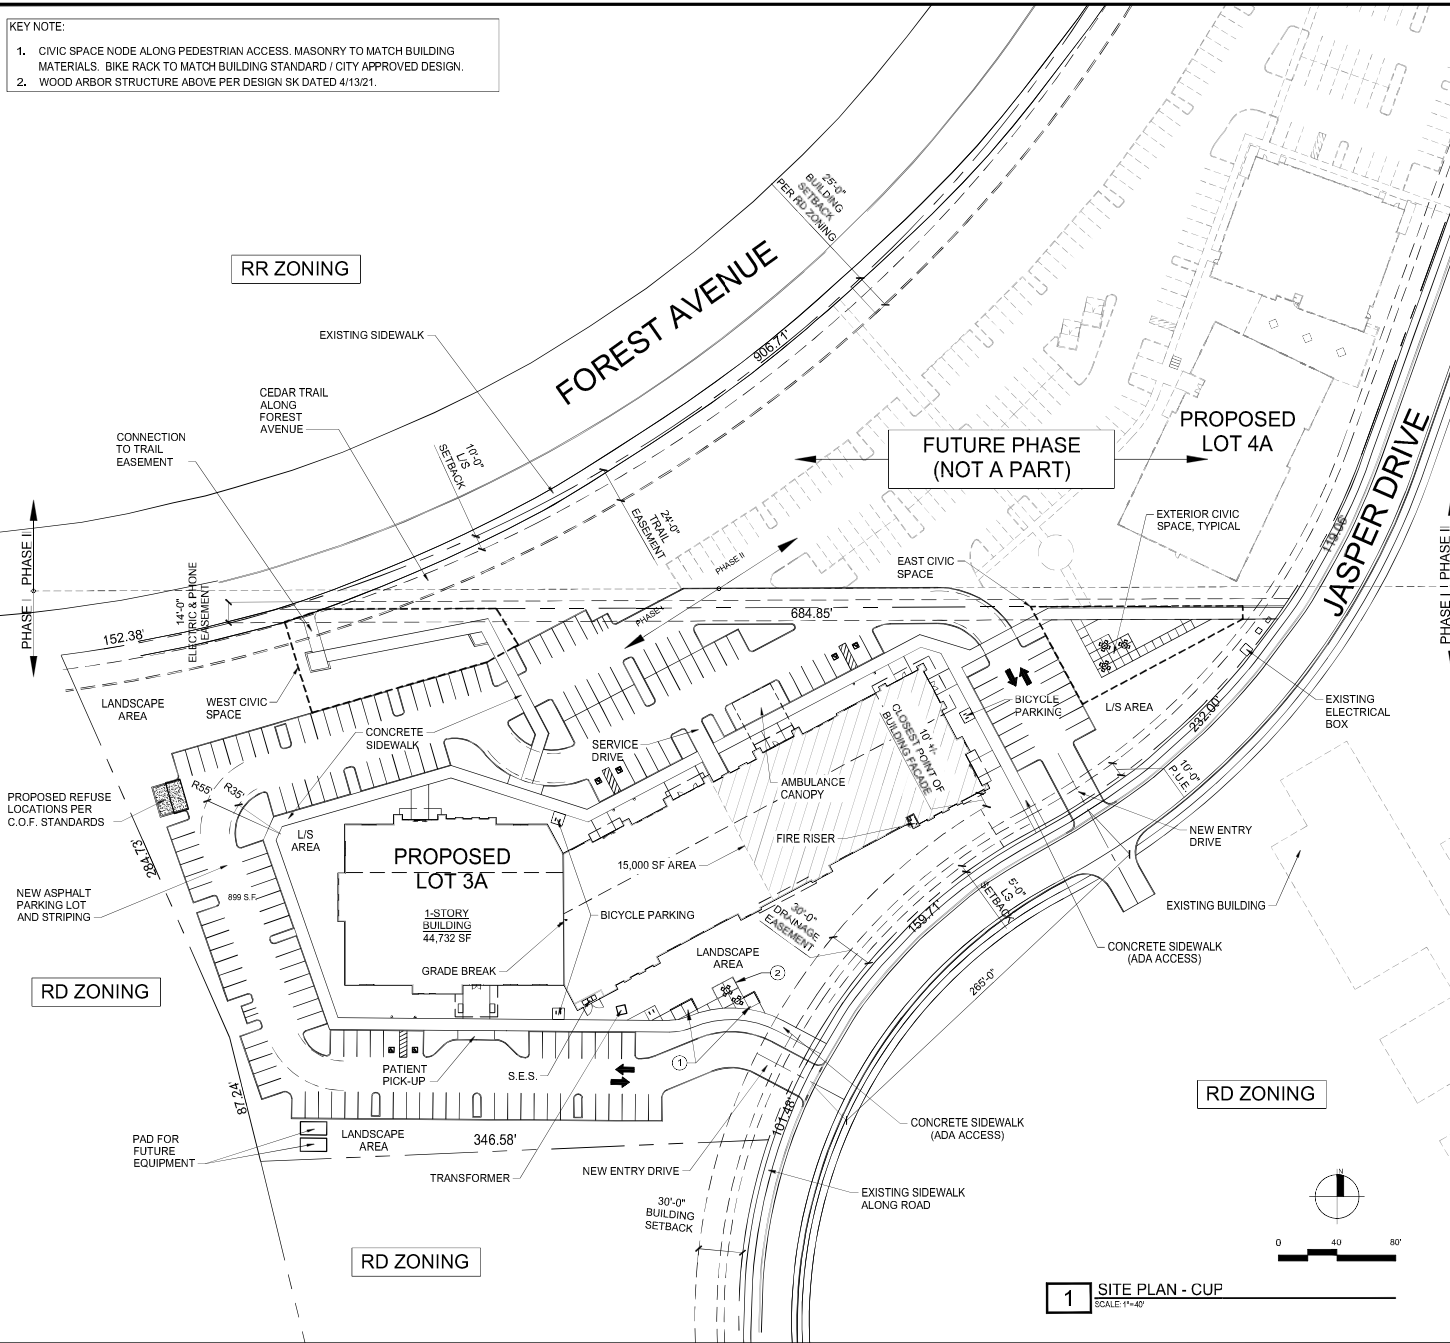 KEY NOTE:
1. CIVIC SPACE NODE ALONG PEDESTRIAN ACCESS. MASONRY TO MATCH BUILDING
MATERIALS. BIKE RACK TO MATCH BUILDING STANDARD / CITY APPROVED DESIGN.
2. WOOD ARBOR STRUCTURE ABOVE PER DESIGN SK DATED 4/13/21.
25'-0"
BUILDING
SETBACK
PER RD ZONING
RR ZONING
FOREST AVENUE
EXISTING SIDEWALK
906.71'
CEDAR TRAIL
ALONG
FOREST
AVENUE
CONNECTION
TO TRAIL
EASEMENT
10'-0"
L/S
SETBACK
24'-0"
TRAIL
EASEMENT
FUTURE PHASE
(NOT A PART)
PROPOSED
LOT 4A
JASPER DRIVE
119.06'
EXTERIOR CIVIC
SPACE, TYPICAL
EAST CIVIC
SPACE
PHASE II
PHASE I
PHASE II
PHASE I
PHASE I
PHASE II
14'-0"
ELECTRIC & PHONE
EASEMENT
152.38'
684.85'
LANDSCAPE
AREA
WEST CIVIC
SPACE
CONCRETE
SIDEWALK
SERVICE
DRIVE
AMBULANCE
CANOPY
10' +/-
CLOSEST POINT OF
BUILDING FACADE
BICYCLE
PARKING
L/S AREA
232.00'
EXISTING
ELECTRICAL
BOX
10'-0"
P.U.E.
PROPOSED REFUSE
LOCATIONS PER
C.O.F. STANDARDS
R55'
R35'
L/S
AREA
284.73'
FIRE RISER
15,000 SF AREA
NEW ENTRY
DRIVE
PROPOSED
LOT 3A
1-STORY
BUILDING
44,732 SF
GRADE BREAK
NEW ASPHALT
PARKING LOT
AND STRIPING
899 S.F.
BICYCLE PARKING
30'-0"
DRAINAGE
EASEMENT
5'-0"
LS
SETBACK
159.71'
EXISTING BUILDING
CONCRETE SIDEWALK
(ADA ACCESS)
265'-0"
LANDSCAPE
AREA
2
RD ZONING
PATIENT
PICK-UP
S.E.S.
1
RD ZONING
87.24'
101.48'
CONCRETE SIDEWALK
(ADA ACCESS)
PAD FOR
FUTURE
EQUIPMENT
LANDSCAPE
AREA
346.58'
TRANSFORMER
NEW ENTRY DRIVE
EXISTING SIDEWALK
ALONG ROAD
30'-0"
BUILDING
SETBACK
RD ZONING
0 40 80'
1
SITE PLAN - CUP
SCALE: 1"=40'